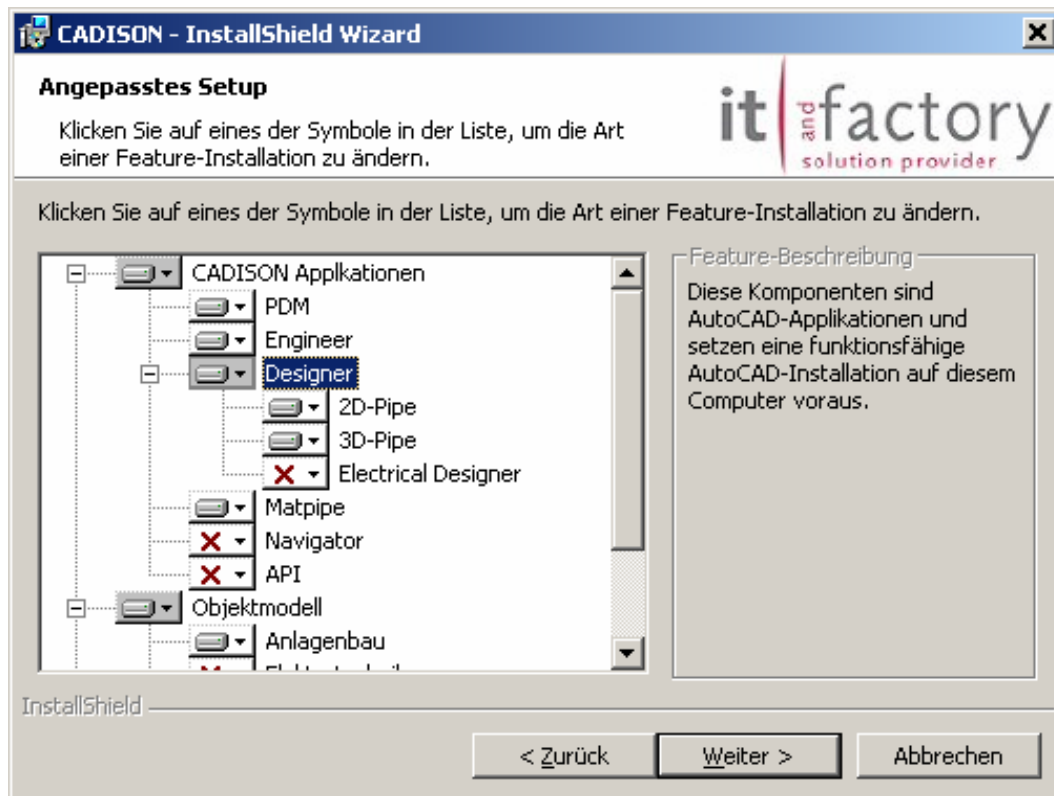 CADISON - InstallShield Wizard
Angepasstes Setup
Klicken Sie auf eines der Symbole in der Liste, um die Art
einer Feature-Installation zu ändern.
it and factory
solution provider
Klicken Sie auf eines der Symbole in der Liste, um die Art einer Feature-Installation zu ändern.
CADISON Applkationen
PDM
Engineer
Designer
2D-Pipe
3D-Pipe
Electrical Designer
Matpipe
Navigator
API
Objektmodell
Anlagenbau
Feature-Beschreibung
Diese Komponenten sind
AutoCAD-Applikationen und
setzen eine funktionsfähige
AutoCAD-Installation auf diesem
Computer voraus.
InstallShield
< Zurück
Weiter >
Abbrechen